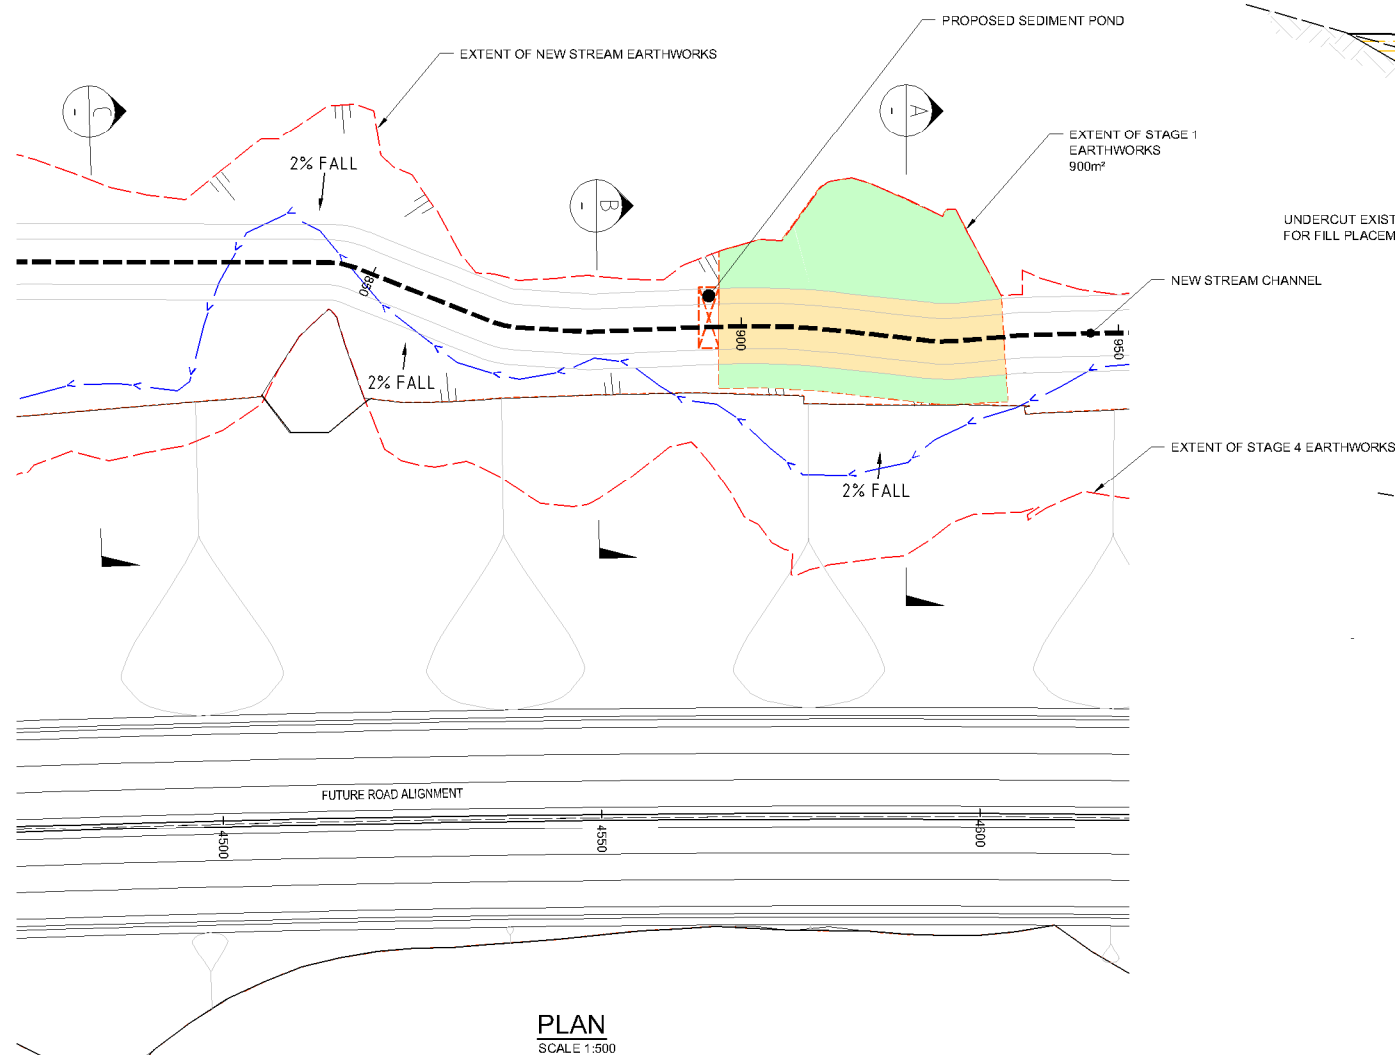 PROPOSED SEDIMENT POND
EXTENT OF NEW STREAM EARTHWORKS
C
A
EXTENT OF STAGE 1
EARTHWORKS
900m²
2% FALL
B
UNDERCUT EXIST
FOR FILL PLACEM
850
NEW STREAM CHANNEL
900
950
2% FALL
EXTENT OF STAGE 4 EARTHWORKS
2% FALL
FUTURE ROAD ALIGNMENT
4500
4550
4600
PLAN
SCALE 1:500